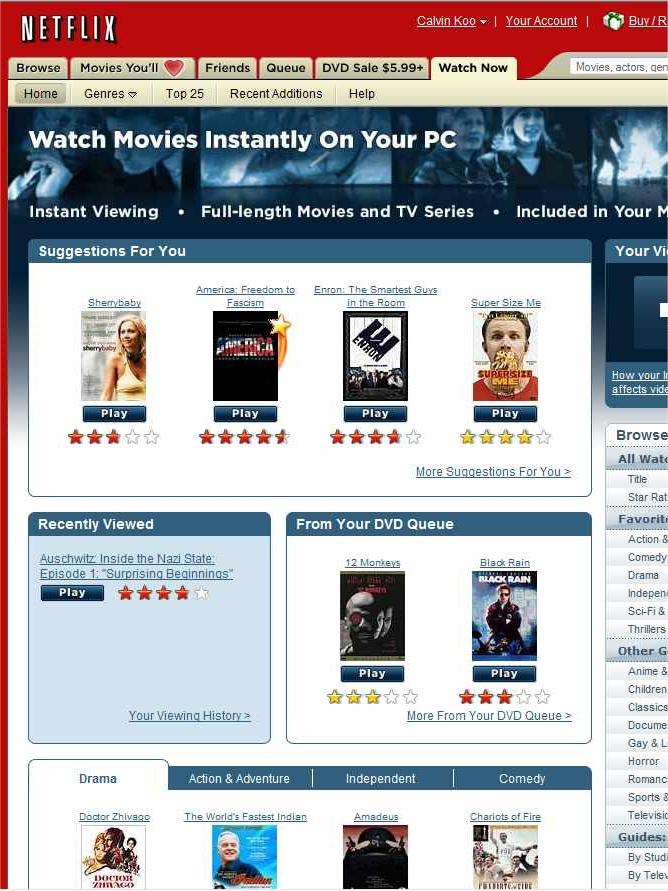 NETFLIX
Calvin Koo | Your Account | Buy / R
Browse Movies You'll Friends Queue DVD Sale $5.99+ Watch Now
Movies, actors, gen
Home Genres Top 25 Recent Additions Help
Watch Movies Instantly On Your PC
Instant Viewing • Full-length Movies and TV Series • Included in Your M
Suggestions For You
Your Vi
Sherrybaby
America: Freedom to
Fascism
Enron: The Smartest Guys
in the Room
Super Size Me
sherrybaby
AMERICA
ENRON
SUPER SIZE
ME
Play Play Play Play
More Suggestions For You >
How your In
affects vide
Browse
All Watc
Title
Star Rat
Favorite
Action &
Comedy
Drama
Indepen
Sci-Fi &
Thrillers
Other G
Anime &
Children
Classics
Docume
Gay & L
Horror
Romanc
Sports &
Televisio
Guides:
By Studi
By Telev
Recently Viewed
Auschwitz: Inside the Nazi State:
Episode 1: "Surprising Beginnings"
Play
Your Viewing History >
From Your DVD Queue
12 Monkeys Black Rain
BLACK RAIN
Play Play
More From Your DVD Queue >
Drama Action & Adventure Independent Comedy
Doctor Zhivago The World's Fastest Indian Amadeus Chariots of Fire
DOCTOR
ZHIVAGO
Indian
CHARIOTS OF FIRE